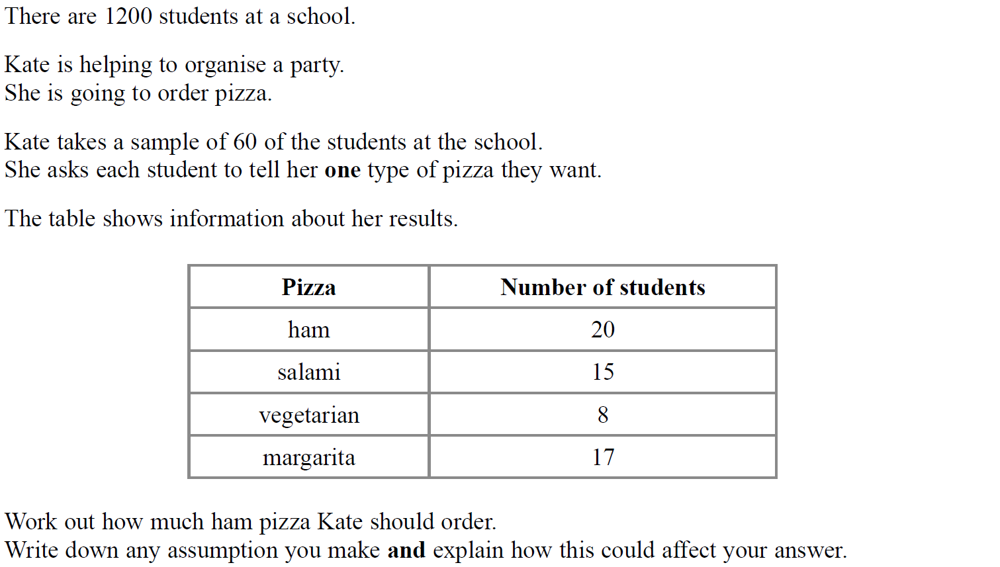 There are 1200 students at a school.
Kate is helping to organise a party.
She is going to order pizza.
Kate takes a sample of 60 of the students at the school.
She asks each student to tell her one type of pizza they want.
The table shows information about her results.
Pizza Number of students
ham 20
salami 15
vegetarian 8
margarita 17
Work out how much ham pizza Kate should order.
Write down any assumption you make and explain how this could affect your answer.